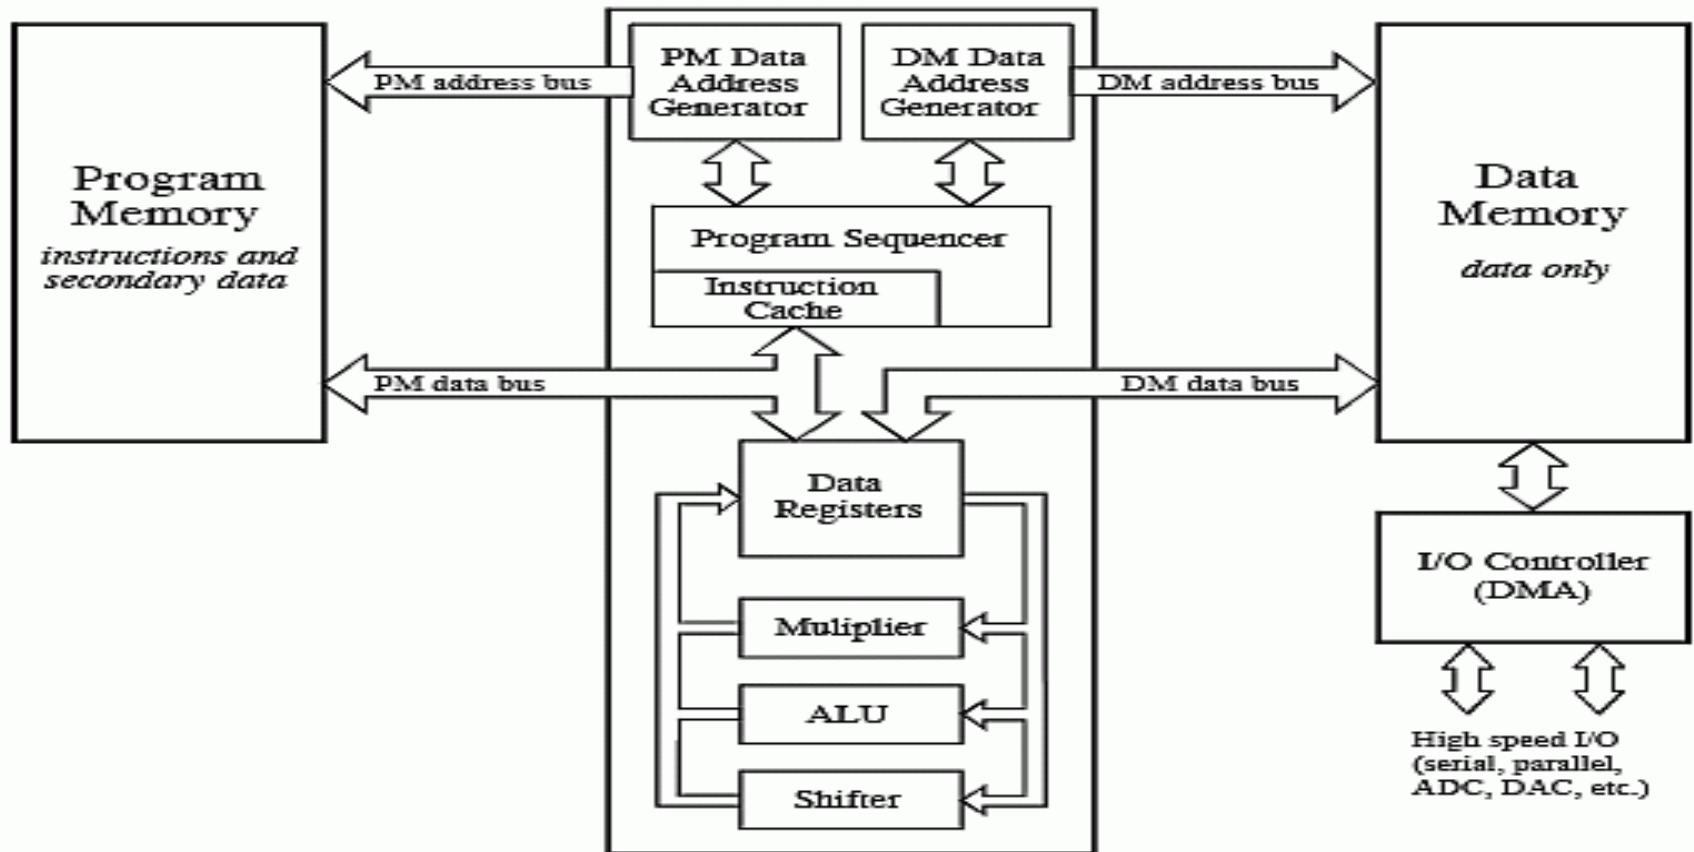 PM Data
Address
Generator
DM Data
Address
Generator
PM address bus
DM address bus
Program
Memory
instructions and
secondary data
Program Sequencer
Instruction
Cache
Data
Memory
data only
PM data bus
DM data bus
Data
Registers
Muliplier
ALU
Shifter
I/O Controller
(DMA)
High speed I/O
(serial, parallel,
ADC, DAC, etc.)